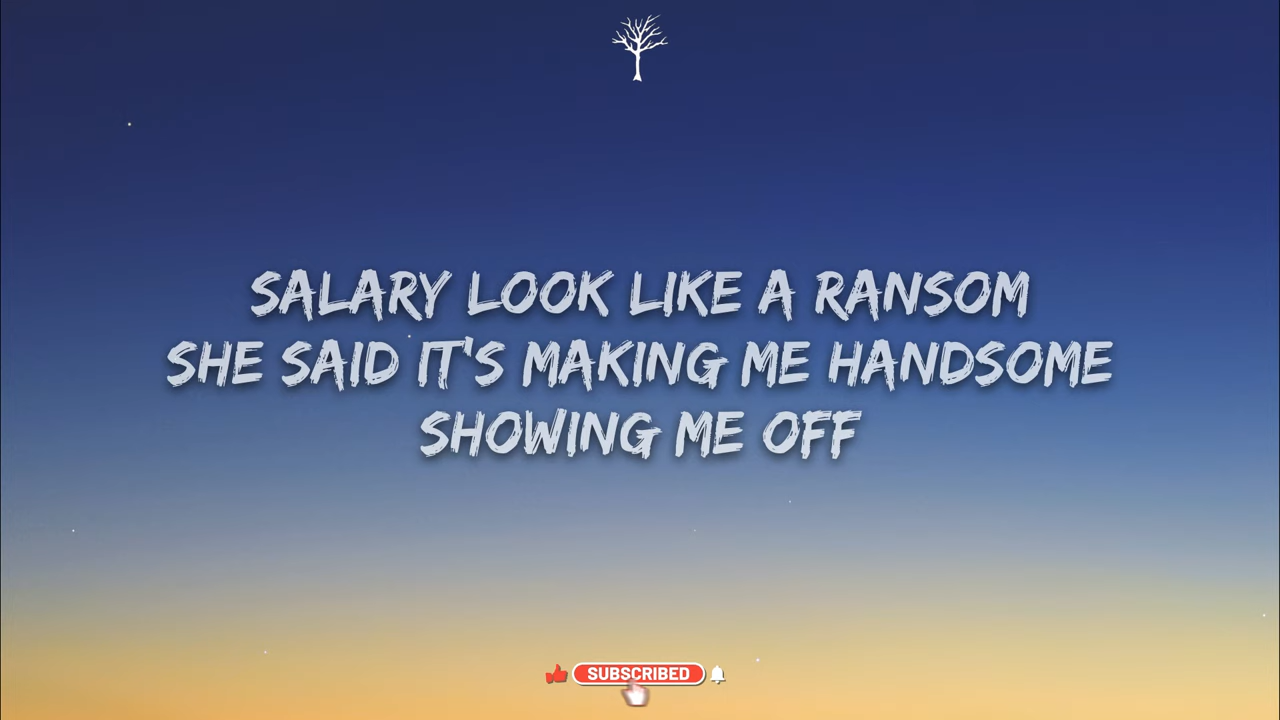 SALARY LOOK LIKE A RANSOM
SHE SAID IT'S MAKING ME HANDSOME
SHOWING ME OFF
SUBSCRIBED